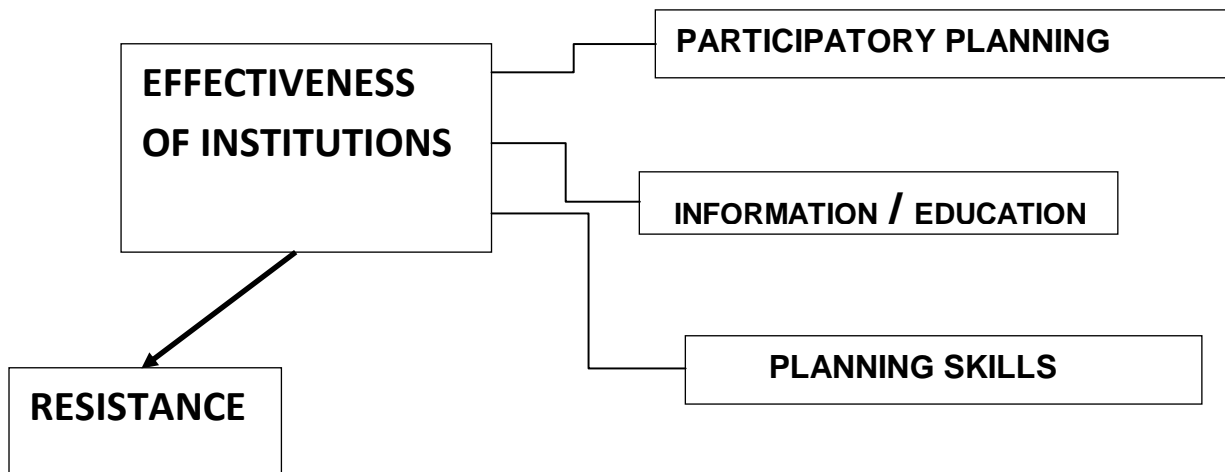 PARTICIPATORY PLANNING
EFFECTIVENESS
OF INSTITUTIONS
INFORMATION / EDUCATION
PLANNING SKILLS
RESISTANCE